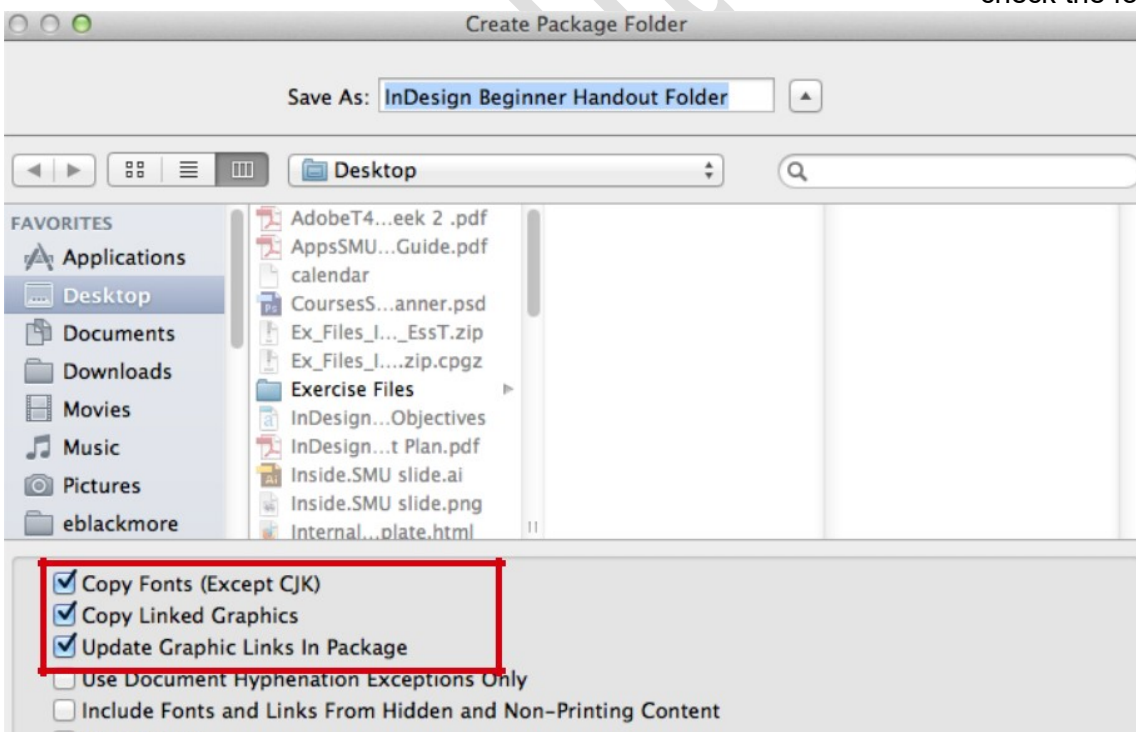 Create Package Folder
Save As: InDesign Beginner Handout Folder
Desktop
FAVORITES
Applications
Desktop
Documents
Downloads
Movies
Music
Pictures
eblackmore
AdobeT4...eek 2 .pdf
AppsSMU...Guide.pdf
calendar
CoursesS...anner.psd
Ex_Files_I..._EssT.zip
Ex_Files_I....zip.cpgz
Exercise Files
InDesign...Objectives
InDesign...t Plan.pdf
Inside.SMU slide.ai
Inside.SMU slide.png
Internal...plate.html
Copy Fonts (Except CJK)
Copy Linked Graphics
Update Graphic Links In Package
Use Document Hyphenation Exceptions Only
Include Fonts and Links From Hidden and Non-Printing Content